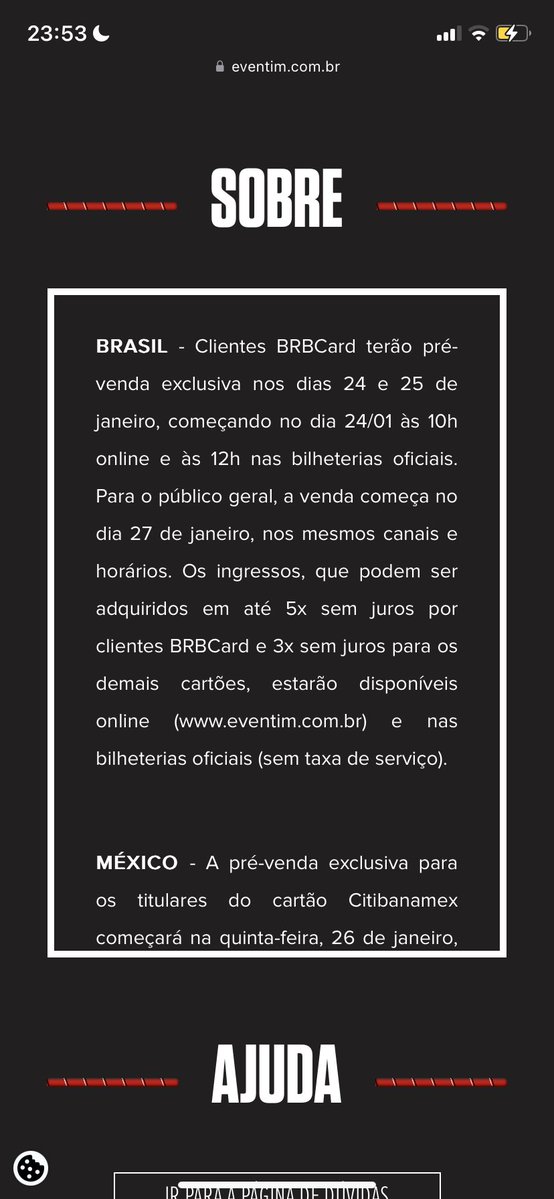 23:53
eventim.com.br
SOBRE
BRASIL - Clientes BRBCard terão pré-
venda exclusiva nos dias 24 e 25 de
janeiro, começando no dia 24/01 às 10h
online e às 12h nas bilheterias oficiais.
Para o público geral, a venda começa no
dia 27 de janeiro, nos mesmos canais e
horários. Os ingressos, que podem ser
adquiridos em até 5x sem juros por
clientes BRBCard e 3x sem juros para os
demais cartões, estarão disponíveis
online (www.eventim.com.br) e nas
bilheterias oficiais (sem taxa de serviço).
MÉXICO - A pré-venda exclusiva para
os titulares do cartão Citibanamex
começará na quinta-feira, 26 de janeiro,
AJUDA
IR PARA A PÁGINA DE DÚVIDAS